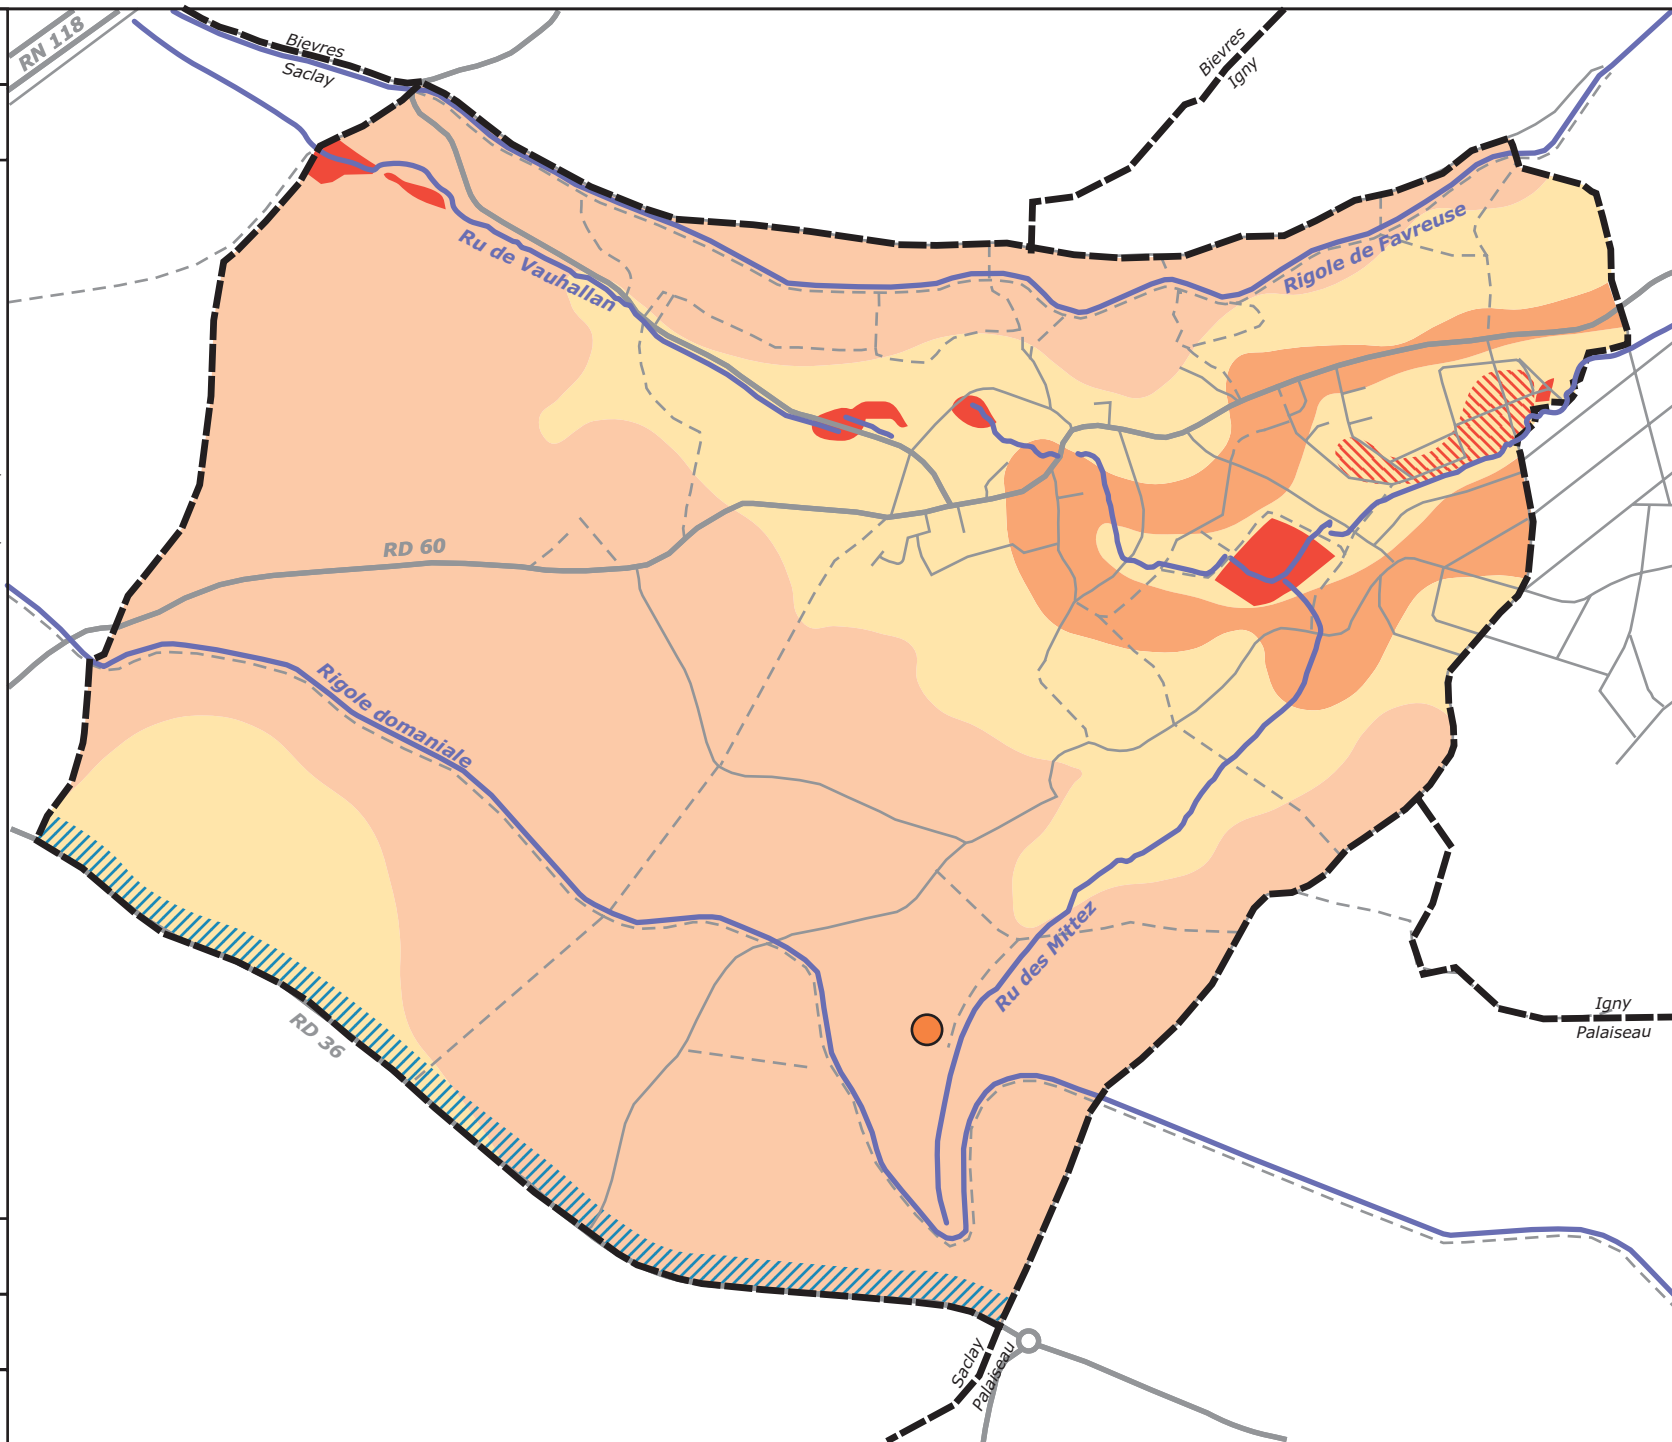 RN 118
Bievres
Saclay
Bievres
Igny
Ru de Vauhallan
Rigole de Favreuse
RD 60
Rigole domaniale
Ru des Mittez
RD 36
Igny
Palaiseau
Saclay
Palaiseau